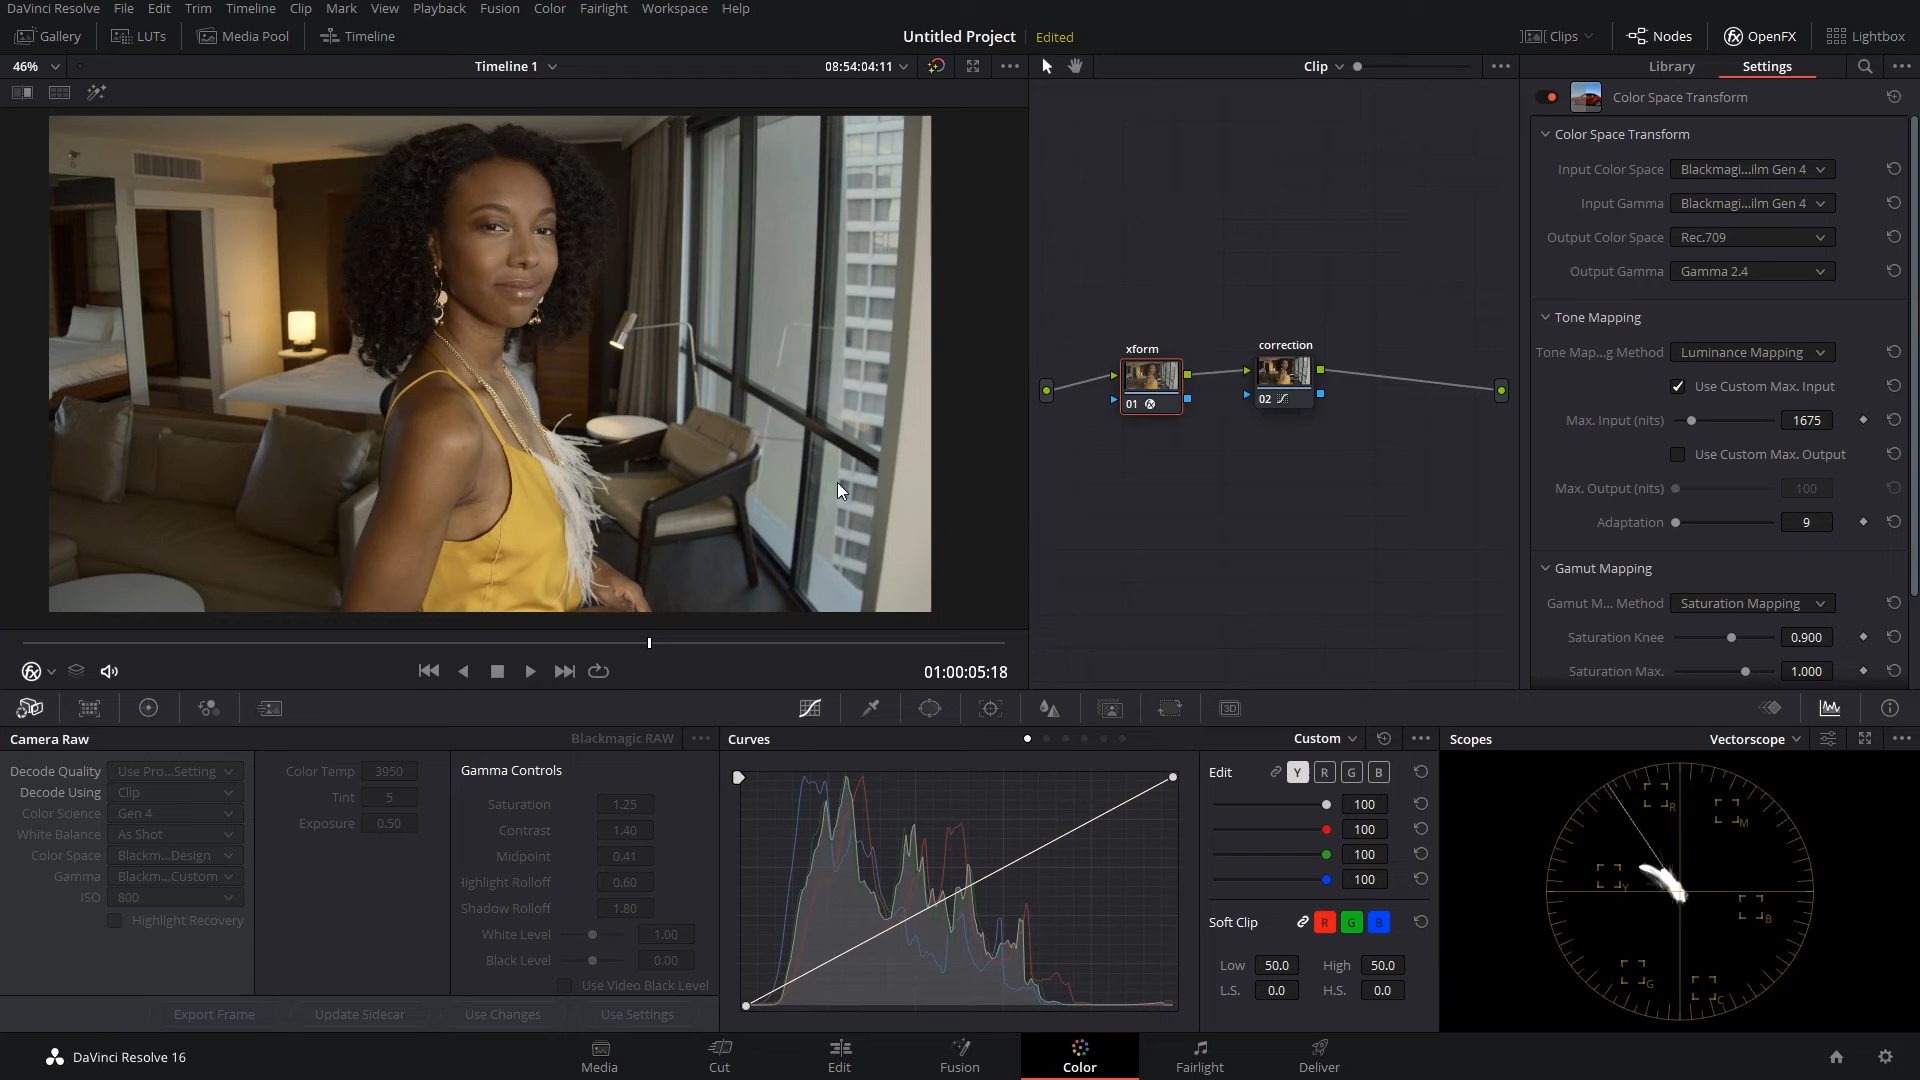 DaVinci Resolve File Edit Trim Timeline Clip Mark View Playback Fusion Color Fairlight Workspace Help
Gallery LUTs Media Pool Timeline Untitled Project Edited Clips Nodes OpenFX Lightbox
46% Timeline 1 08:54:04:11 Clip Library Settings
Color Space Transform
Color Space Transform
Input Color Space Blackmagi...ilm Gen 4
Input Gamma Blackmagi...ilm Gen 4
Output Color Space Rec.709
Output Gamma Gamma 2.4
Tone Mapping
Tone Map...g Method Luminance Mapping
Use Custom Max. Input
Max. Input (nits) 1675
Use Custom Max. Output
Max. Output (nits) 100
Adaptation 9
Gamut Mapping
Gamut M... Method Saturation Mapping
Saturation Knee 0.900
Saturation Max. 1.000
xform
01
correction
02
01:00:05:18
Camera Raw Blackmagic RAW
Decode Quality Use Pro...Setting
Decode Using Clip
Color Science Gen 4
White Balance As Shot
Color Space Blackm...Design
Gamma Blackm...Custom
ISO 800
Highlight Recovery
Color Temp 3950
Tint 5
Exposure 0.50
Gamma Controls
Saturation 1.25
Contrast 1.40
Midpoint 0.41
Highlight Rolloff 0.60
Shadow Rolloff 1.80
White Level 1.00
Black Level 0.00
Use Video Black Level
Export Frame Update Sidecar Use Changes Use Settings
Curves Custom
Edit Y R G B
100
100
100
100
Soft Clip R G B
Low 50.0 High 50.0
L.S. 0.0 H.S. 0.0
Scopes Vectorscope
R
M
Y
B
G
C
DaVinci Resolve 16
Media Cut Edit Fusion Color Fairlight Deliver